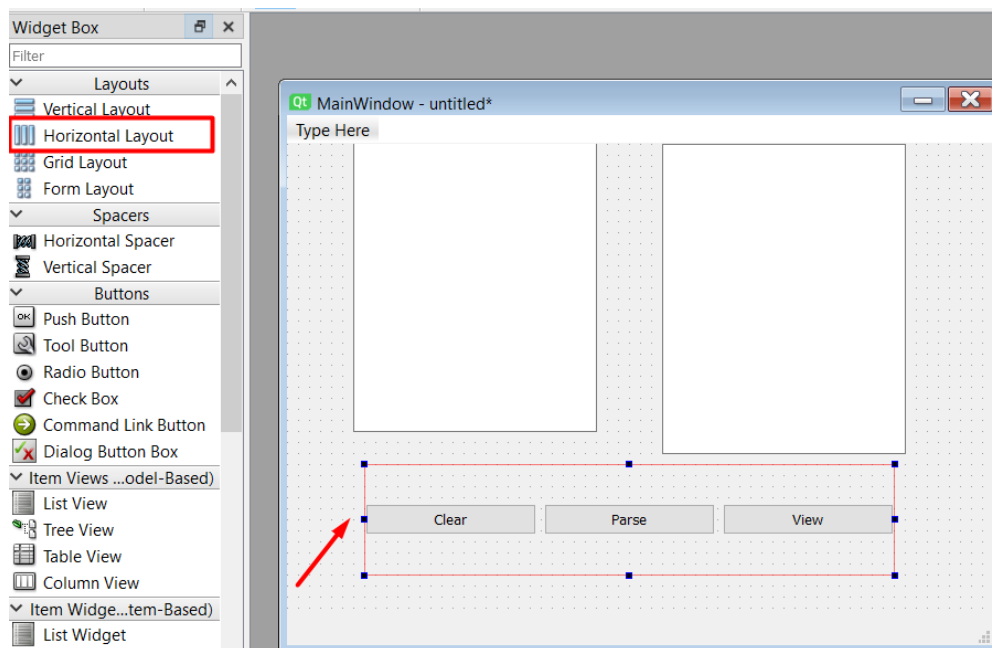 Widget Box
Filter
Layouts
Vertical Layout
Horizontal Layout
Grid Layout
Form Layout
Spacers
Horizontal Spacer
Vertical Spacer
Buttons
OK Push Button
Tool Button
Radio Button
Check Box
Command Link Button
Dialog Button Box
Item Views ...odel-Based)
List View
Tree View
Table View
Column View
Item Widge...tem-Based)
List Widget
Qt MainWindow - untitled*
Type Here
Clear Parse View